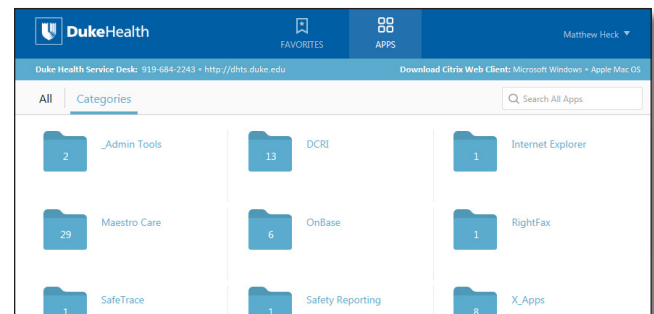 DukeHealth
FAVORITES
APPS
Matthew Heck ▼
Duke Health Service Desk: 919-684-2243 • http://dhts.duke.edu
Download Citrix Web Client: Microsoft Windows • Apple Mac OS
All
Categories
Search All Apps
2
_Admin Tools
13
DCRI
1
Internet Explorer
29
Maestro Care
6
OnBase
1
RightFax
1
SafeTrace
1
Safety Reporting
8
X_Apps